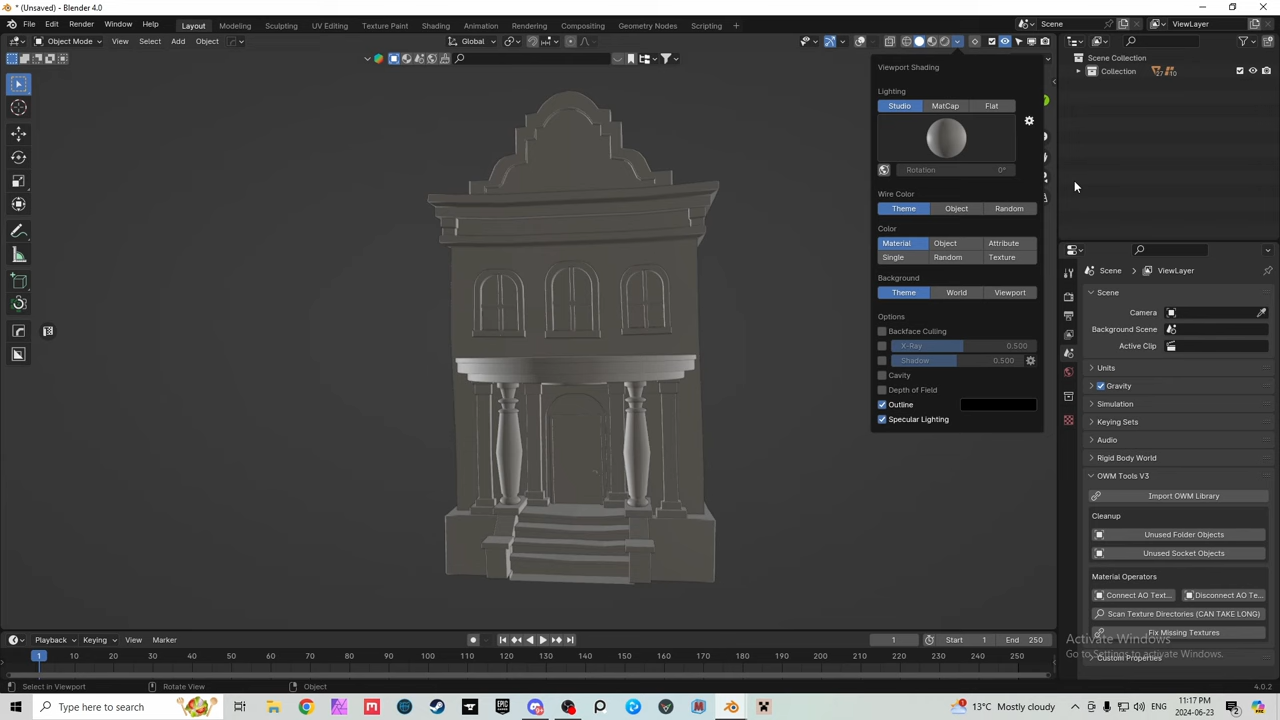 * (Unsaved) - Blender 4.0
File Edit Render Window Help Layout Modeling Sculpting UV Editing Texture Paint Shading Animation Rendering Compositing Geometry Nodes Scripting + Scene ViewLayer
Object Mode View Select Add Object Global
Viewport Shading
Lighting
Studio MatCap Flat
Rotation 0°
Wire Color
Theme Object Random
Color
Material Object Attribute
Single Random Texture
Background
Theme World Viewport
Options
Backface Culling
X-Ray 0.500
Shadow 0.500
Cavity
Depth of Field
Outline
Specular Lighting
Scene Collection
Collection 27 10
Scene ViewLayer
Scene
Camera
Background Scene
Active Clip
Units
Gravity
Simulation
Keying Sets
Audio
Rigid Body World
OWM Tools V3
Import OWM Library
Cleanup
Unused Folder Objects
Unused Socket Objects
Material Operators
Connect AO Text... Disconnect AO Te...
Scan Texture Directories (CAN TAKE LONG)
Fix Missing Textures
Custom Properties
Activate Windows
Go to Settings to activate Windows.
Playback Keying View Marker 1 Start 1 End 250
1 10 20 30 40 50 60 70 80 90 100 110 120 130 140 150 160 170 180 190 200 210 220 230 240 250
Select in Viewport Rotate View Object 4.0.2
Type here to search 13°C Mostly cloudy ENG 11:17 PM
2024-06-23